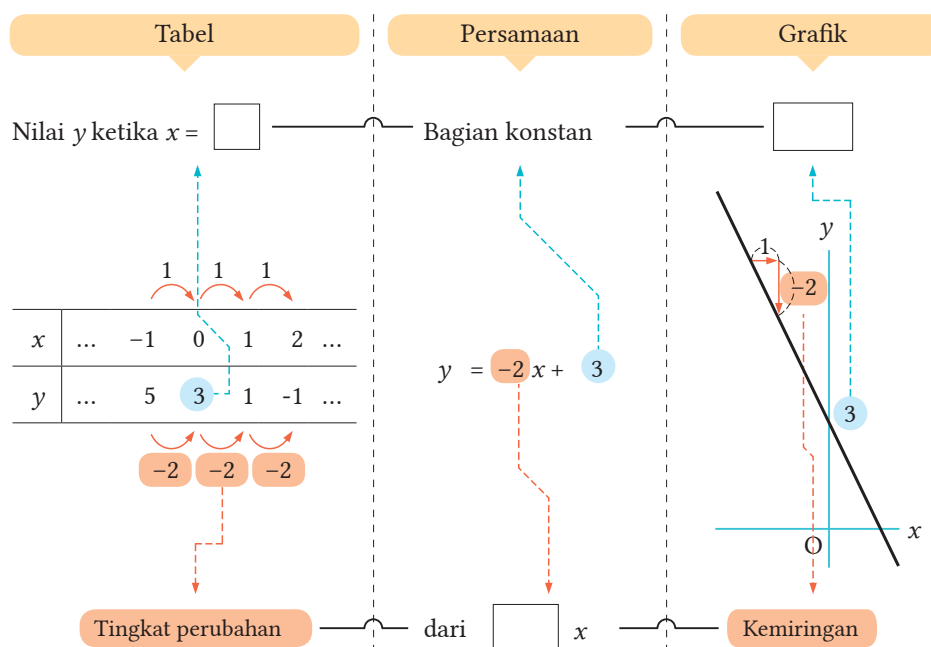 Tabel
Persamaan
Grafik
Nilai y ketika x =
Bagian konstan
1 1 1
x ... −1 0 1 2 ...
y ... 5 3 1 -1 ...
−2 −2 −2
y = −2 x + 3
y
1
−2
3
x
O
Tingkat perubahan
dari x
Kemiringan